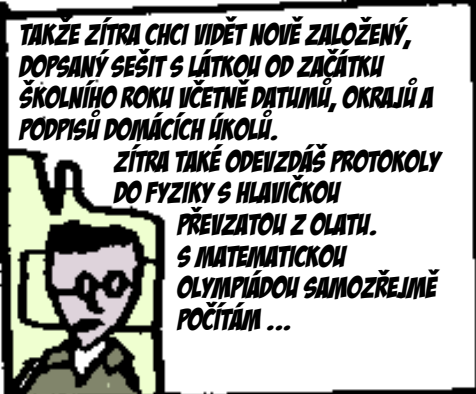 TAKŽE ZÍTRA CHCI VIDĚT NOVĚ ZALOŽENÝ,
DOPSANÝ SEŠIT S LÁTKOU OD ZAČÁTKU
ŠKOLNÍHO ROKU VČETNĚ DATUMŮ, OKRAJŮ A
PODPISŮ DOMÁCÍCH ÚKOLŮ.
ZÍTRA TAKÉ ODEVZDÁŠ PROTOKOLY
DO FYZIKY S HLAVIČKOU
PŘEVZATOU Z OLATU.
S MATEMATICKOU
OLYMPIÁDOU SAMOZŘEJMĚ
POČÍTÁM ...